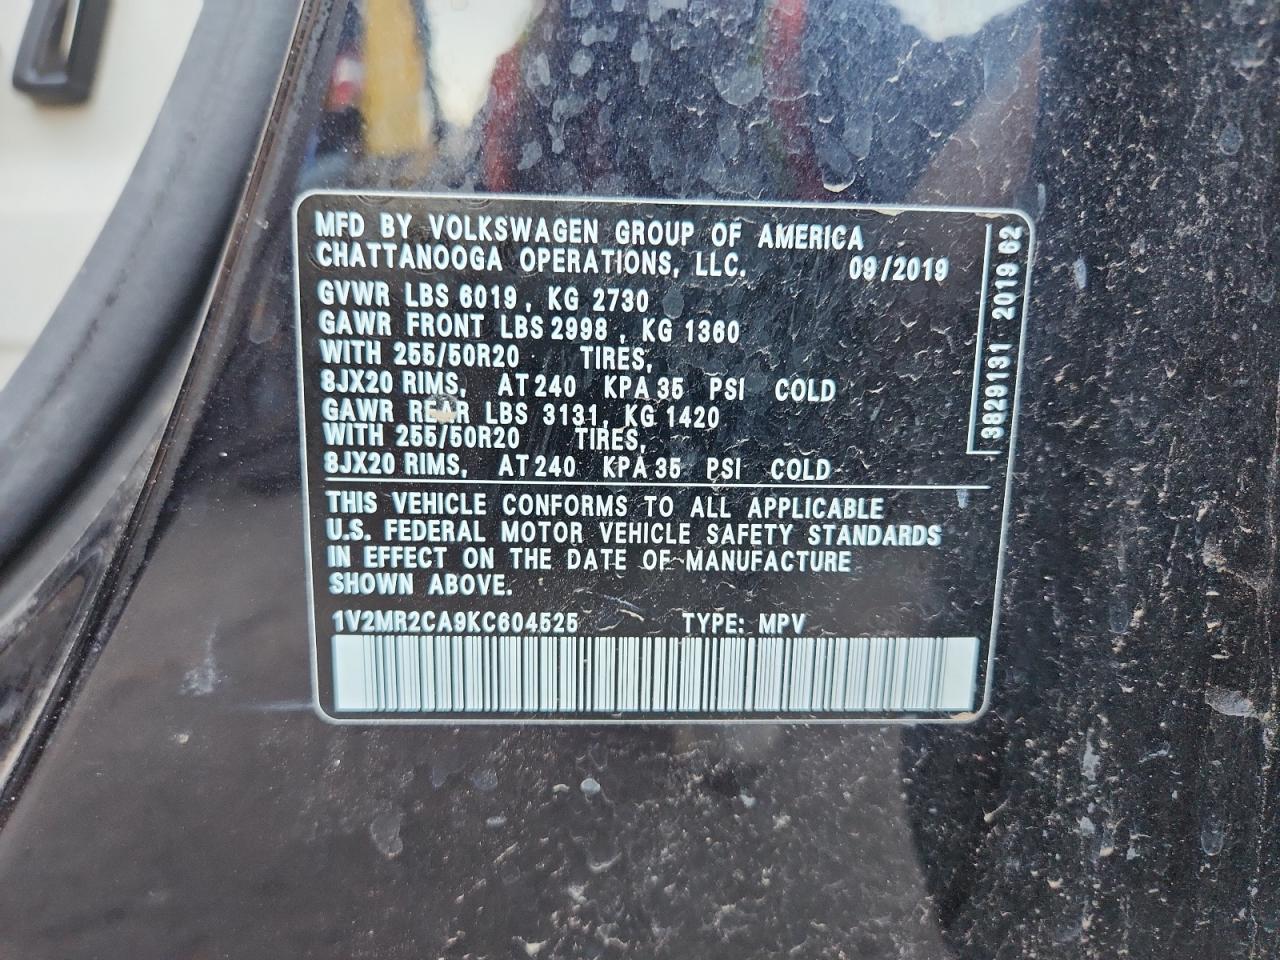 MFD BY VOLKSWAGEN GROUP OF AMERICA
CHATTANOOGA OPERATIONS, LLC. 09/2019
GVWR LBS 6019, KG 2730
GAWR FRONT LBS 2998, KG 1360
WITH 255/50R20 TIRES,
8JX20 RIMS, AT 240 KPA 35 PSI COLD
GAWR REAR LBS 3131, KG 1420
WITH 255/50R20 TIRES,
8JX20 RIMS, AT 240 KPA 35 PSI COLD
THIS VEHICLE CONFORMS TO ALL APPLICABLE
U.S. FEDERAL MOTOR VEHICLE SAFETY STANDARDS
IN EFFECT ON THE DATE OF MANUFACTURE
SHOWN ABOVE.
1V2MR2CA9KC604525 TYPE: MPV
3829131 2019 62